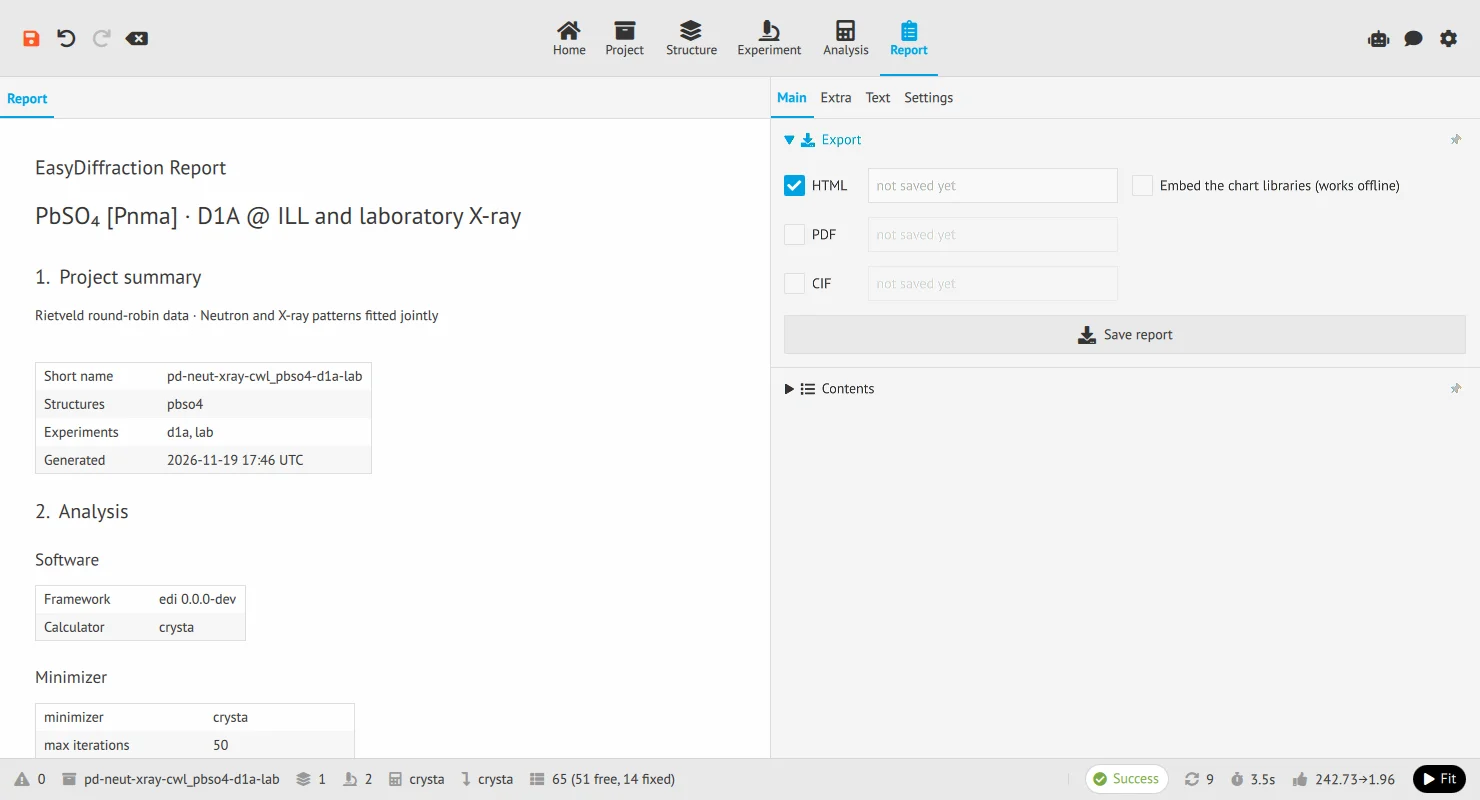 Home
Project
Structure
Experiment
Analysis
Report
Report
Main
Extra
Text
Settings
EasyDiffraction Report
PbSO₄ [Pnma] · D1A @ ILL and laboratory X-ray
1. Project summary
Rietveld round-robin data · Neutron and X-ray patterns fitted jointly
Short name pd-neut-xray-cwl_pbso4-d1a-lab
Structures pbso4
Experiments d1a, lab
Generated 2026-11-19 17:46 UTC
2. Analysis
Software
Framework edi 0.0.0-dev
Calculator crysta
Minimizer
minimizer crysta
max iterations 50
Export
HTML not saved yet Embed the chart libraries (works offline)
PDF not saved yet
CIF not saved yet
Save report
Contents
0 pd-neut-xray-cwl_pbso4-d1a-lab 1 2 crysta crysta 65 (51 free, 14 fixed) Success 9 3.5s 242.73→1.96 Fit